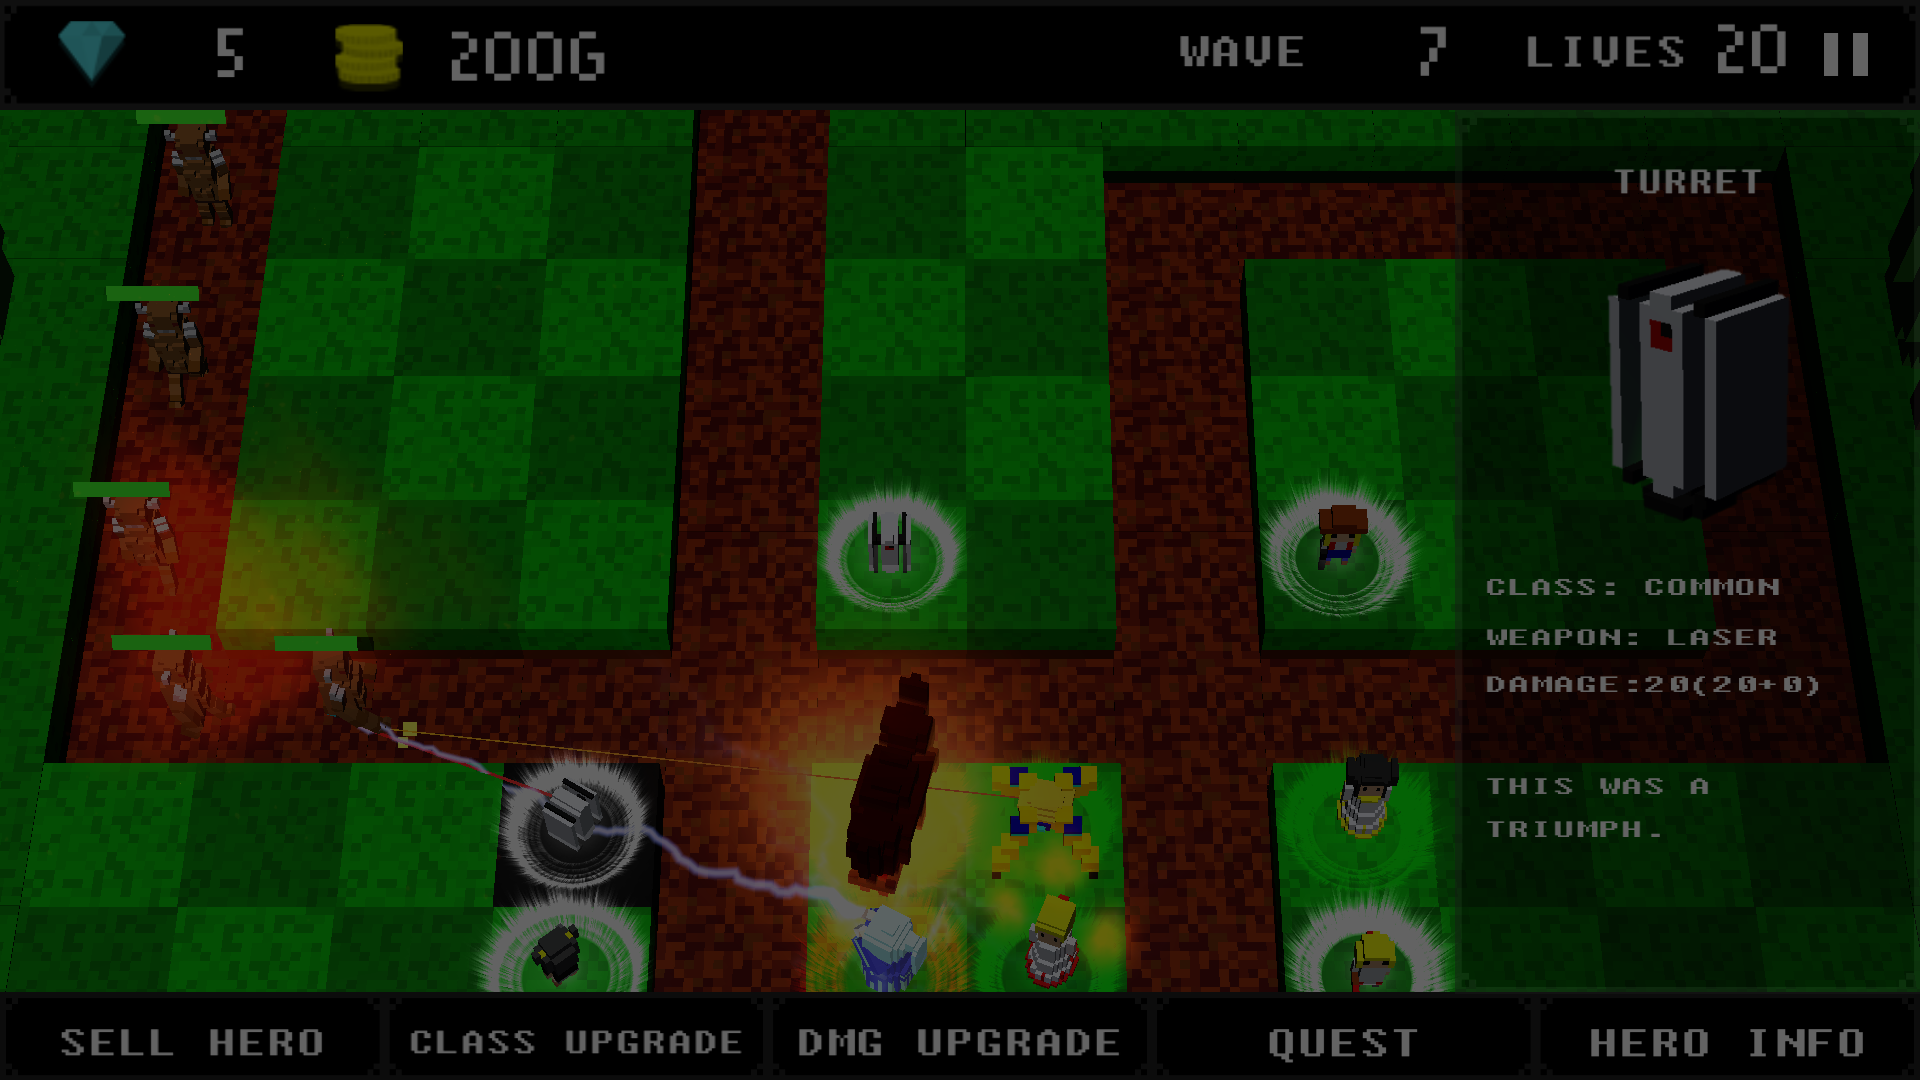 5 200G WAVE 7 LIVES 20
TURRET
CLASS: COMMON
WEAPON: LASER
DAMAGE:20(20+0)
THIS WAS A
TRIUMPH.
SELL HERO CLASS UPGRADE DMG UPGRADE QUEST HERO INFO